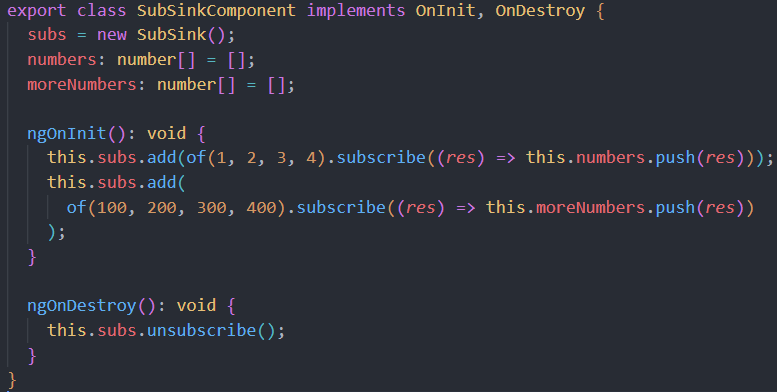 export class SubSinkComponent implements OnInit, OnDestroy {
  subs = new SubSink();
  numbers: number[] = [];
  moreNumbers: number[] = [];

  ngOnInit(): void {
    this.subs.add(of(1, 2, 3, 4).subscribe((res) => this.numbers.push(res)));
    this.subs.add(
      of(100, 200, 300, 400).subscribe((res) => this.moreNumbers.push(res))
    );
  }

  ngOnDestroy(): void {
    this.subs.unsubscribe();
  }
}